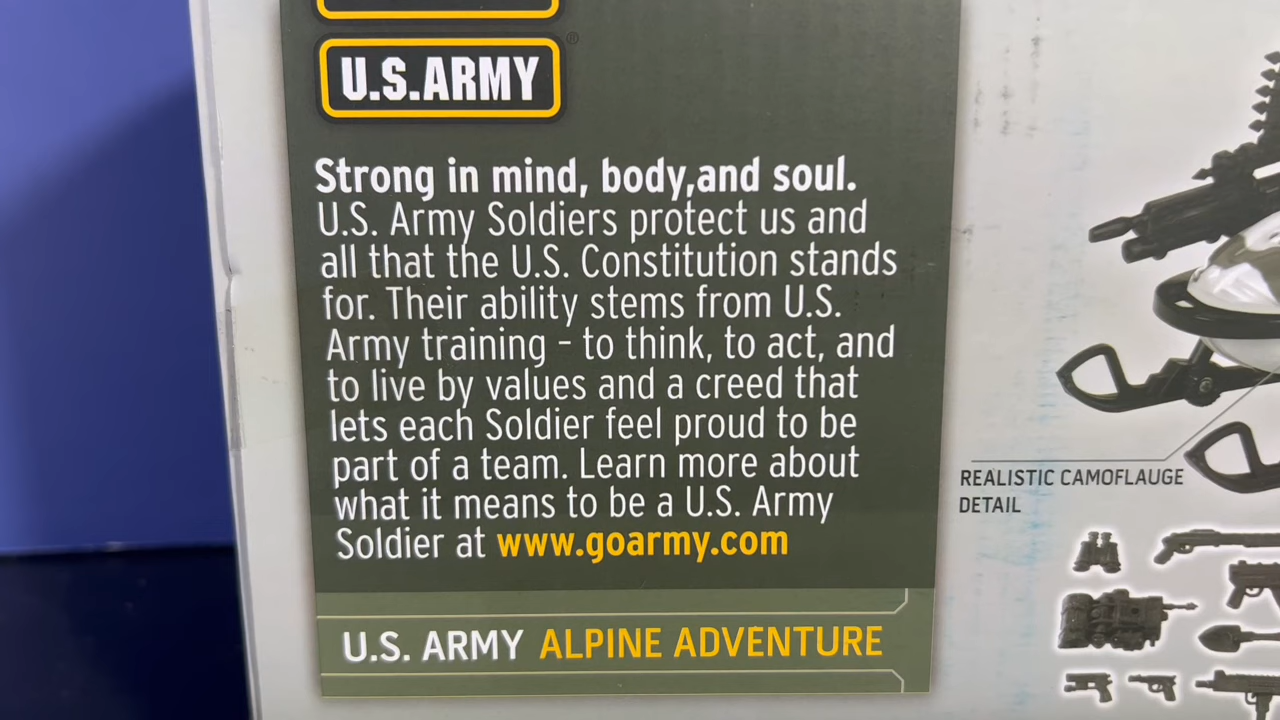 U.S.ARMY
®
Strong in mind, body,and soul.
U.S. Army Soldiers protect us and
all that the U.S. Constitution stands
for. Their ability stems from U.S.
Army training - to think, to act, and
to live by values and a creed that
lets each Soldier feel proud to be
part of a team. Learn more about
what it means to be a U.S. Army
Soldier at www.goarmy.com
U.S. ARMY ALPINE ADVENTURE
REALISTIC CAMOFLAUGE
DETAIL